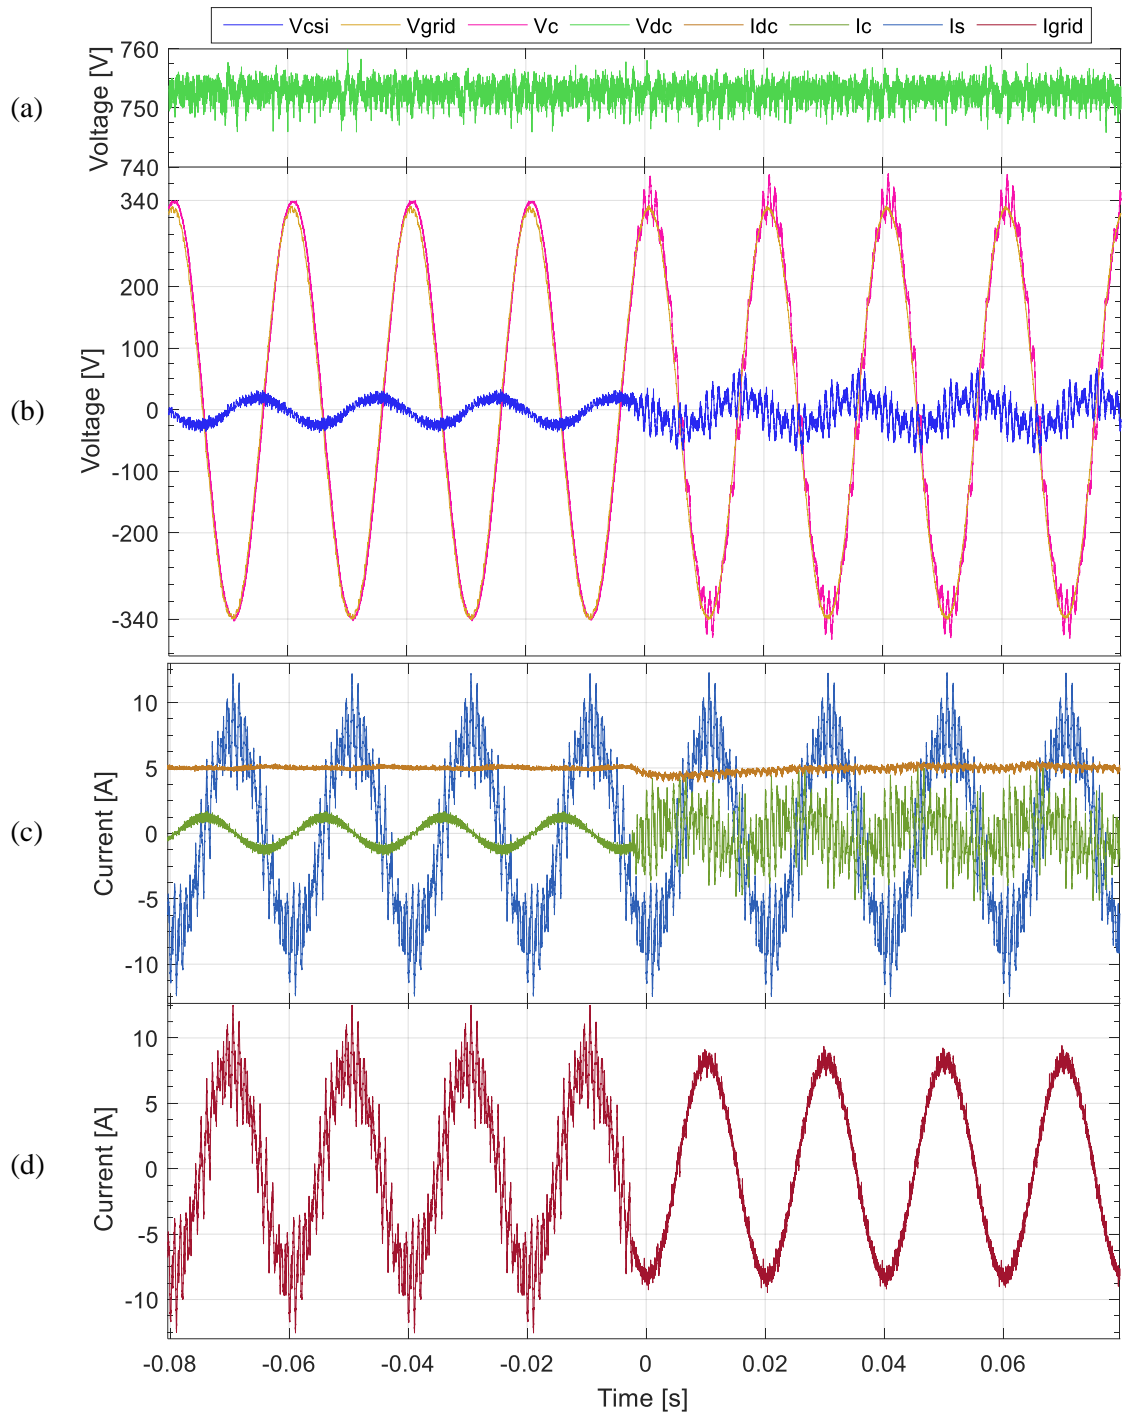 Vcsi Vgrid Vc Vdc Idc Ic Is Igrid
(a)
Voltage [V]
760
750
740
(b)
Voltage [V]
340
200
100
0
-100
-200
-340
(c)
Current [A]
10
5
0
-5
-10
(d)
Current [A]
10
5
0
-5
-10
-0.08 -0.06 -0.04 -0.02 0 0.02 0.04 0.06
Time [s]